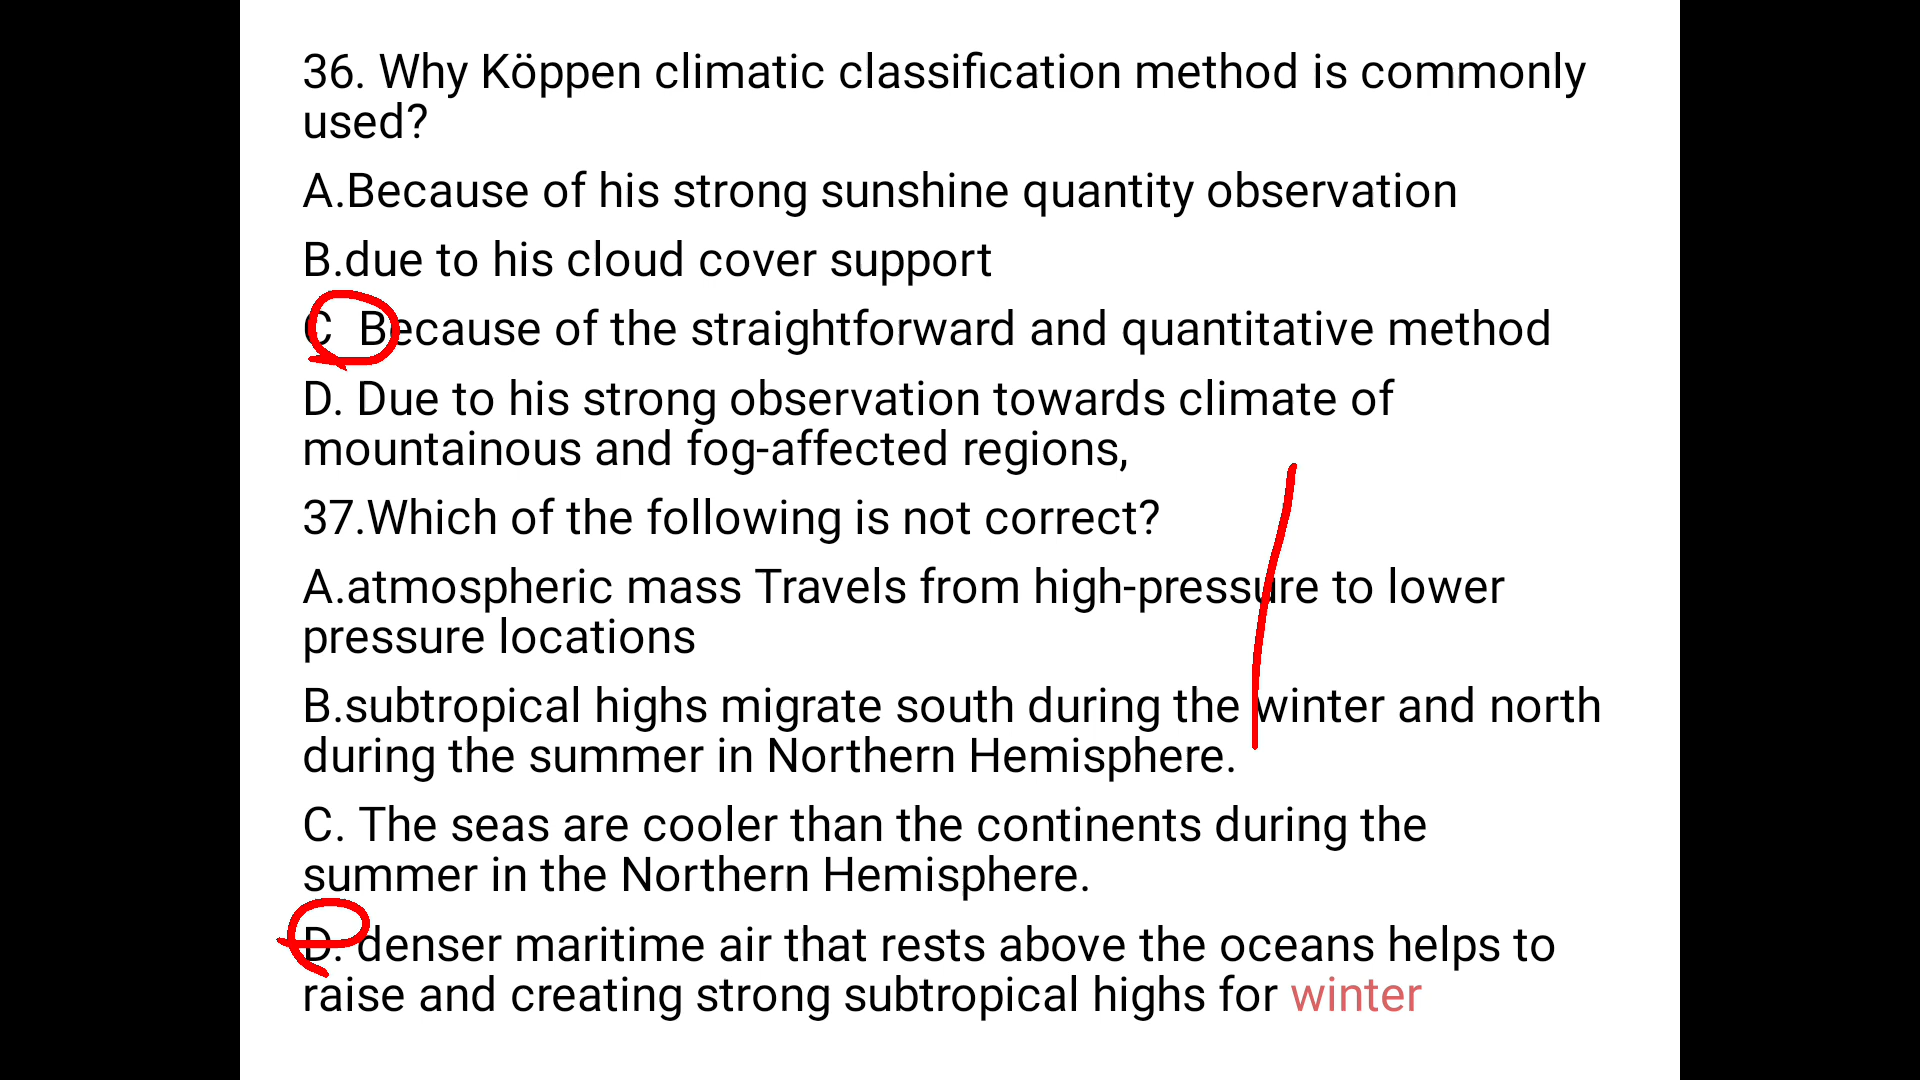 36. Why Köppen climatic classification method is commonly
used?
A.Because of his strong sunshine quantity observation
B.due to his cloud cover support
C  Because of the straightforward and quantitative method
D. Due to his strong observation towards climate of
mountainous and fog-affected regions,
37.Which of the following is not correct?
A.atmospheric mass Travels from high-pressure to lower
pressure locations
B.subtropical highs migrate south during the winter and north
during the summer in Northern Hemisphere.
C. The seas are cooler than the continents during the
summer in the Northern Hemisphere.
D. denser maritime air that rests above the oceans helps to
raise and creating strong subtropical highs for winter